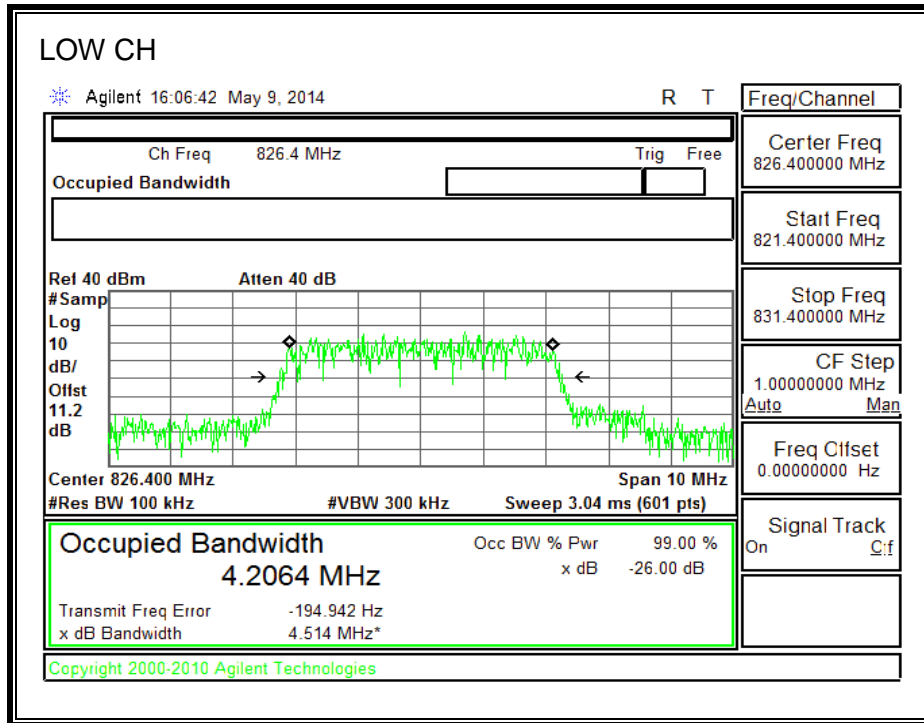 LOW CH
Agilent 16:06:42 May 9, 2014 R T
Freq/Channel
Ch Freq 826.4 MHz Trig Free
Occupied Bandwidth
Center Freq
826.400000 MHz
Start Freq
821.400000 MHz
Stop Freq
831.400000 MHz
CF Step
1.00000000 MHz
Auto Man
Freq Offset
0.00000000 Hz
Signal Track
On Off
Ref 40 dBm Atten 40 dB
#Samp
Log
10
dB/
Offst
11.2
dB
Center 826.400 MHz Span 10 MHz
#Res BW 100 kHz #VBW 300 kHz Sweep 3.04 ms (601 pts)
Occupied Bandwidth
4.2064 MHz
Occ BW % Pwr 99.00 %
x dB -26.00 dB
Transmit Freq Error -194.942 Hz
x dB Bandwidth 4.514 MHz*
Copyright 2000-2010 Agilent Technologies